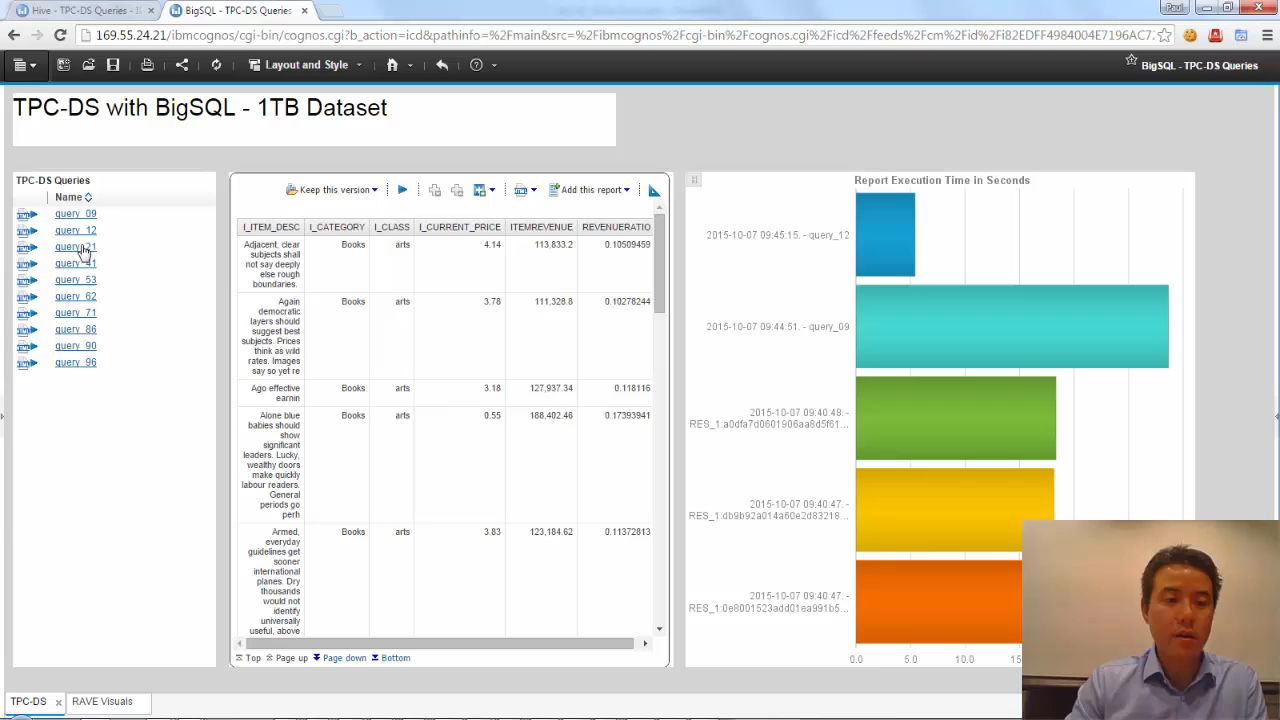 Hive - TPC-DS Queries - I
BigSQL - TPC-DS Queries
Paul
169.55.24.21/ibmcognos/cgi-bin/cognos.cgi?b_action=icd&pathinfo=%2Fmain&src=%2Fibmcognos%2Fcgi-bin%2Fcognos.cgi%2Ficd%2Ffeeds%2Fcm%2Fid%2Fi82EDFF4984004E7196AC7
Layout and Style
BigSQL - TPC-DS Queries
TPC-DS with BigSQL - 1TB Dataset
TPC-DS Queries
Name
query_09
query_12
query_21
query_41
query_53
query_62
query_71
query_86
query_90
query_96
Keep this version
Add this report
I_ITEM_DESC I_CATEGORY I_CLASS I_CURRENT_PRICE ITEMREVENUE REVENUERATIO
Adjacent, clear Books arts 4.14 113,833.2 0.10509459
subjects shall
not say deeply
else rough
boundaries.
Again Books arts 3.78 111,328.8 0.10278244
democratic
layers should
suggest best
subjects. Prices
think as wild
rates. Images
say so yet re
Ago effective Books arts 3.18 127,937.34 0.118116
earnin
Alone blue Books arts 0.55 188,402.46 0.17393941
babies should
show
significant
leaders. Lucky,
wealthy doors
make quickly
labour readers.
General
periods go
perh
Armed, Books arts 3.83 123,184.62 0.11372813
everyday
guidelines get
sooner
international
planes. Dry
thousands
would not
identify
universally
useful, above
Top Page up Page down Bottom
Report Execution Time in Seconds
2015-10-07 09:45:15. - query_12
2015-10-07 09:44:51. - query_09
2015-10-07 09:40:48. -
RES_1:a0dfa7d0601906aa8d5f61...
2015-10-07 09:40:47. -
RES_1:db9b92a014a60e2d83218...
2015-10-07 09:40:47. -
RES_1:0e8001523add01ea991b5...
0.0 5.0 10.0 15
TPC-DS
RAVE Visuals